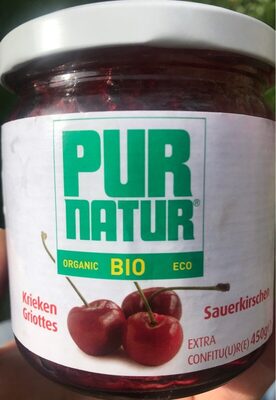 PUR
NATUR®
ORGANIC BIO ECO
Krieken
Griottes
Sauerkirschen
EXTRA
CONFITU(U)R(E) 450g